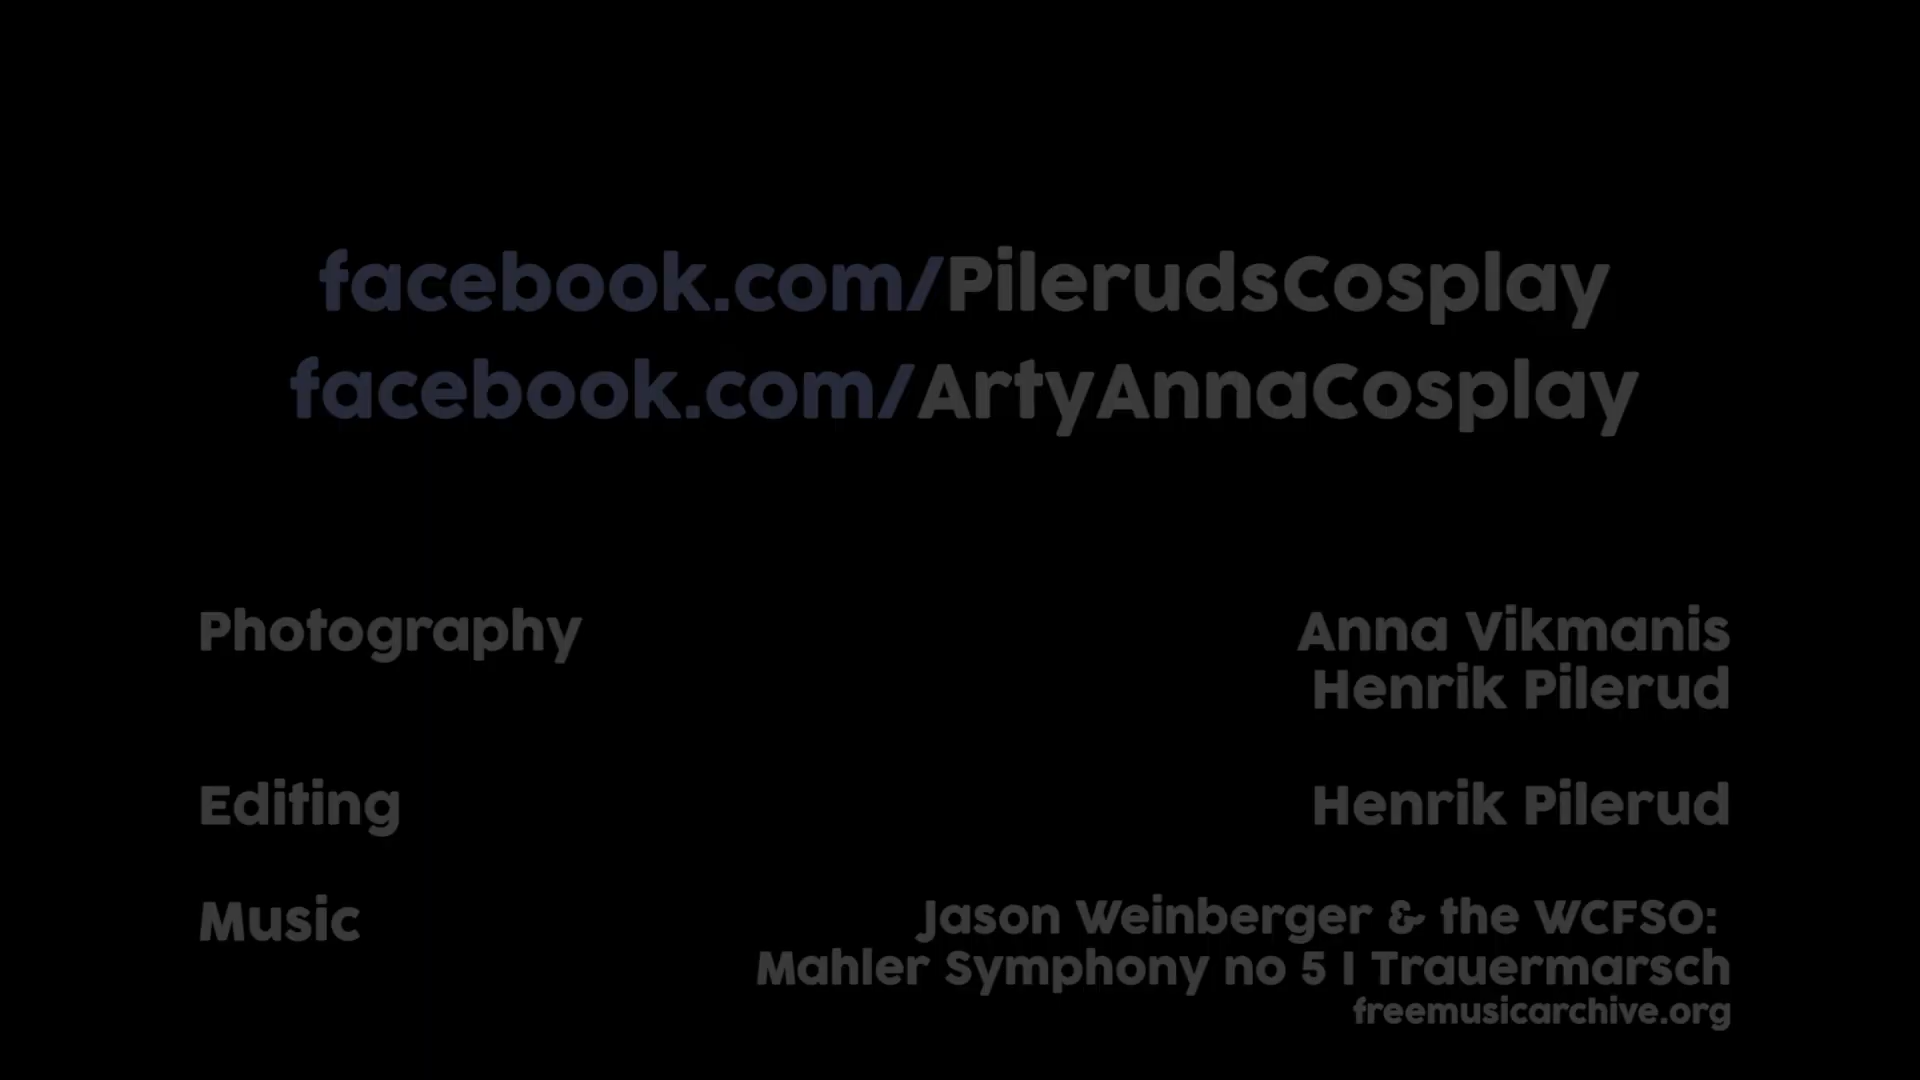 facebook.com/PilerudsCosplay
facebook.com/ArtyAnnaCosplay
Photography
Anna Vikmanis
Henrik Pilerud
Editing
Henrik Pilerud
Music
Jason Weinberger & the WCFSO:
Mahler Symphony no 5 I Trauermarsch
freemusicarchive.org